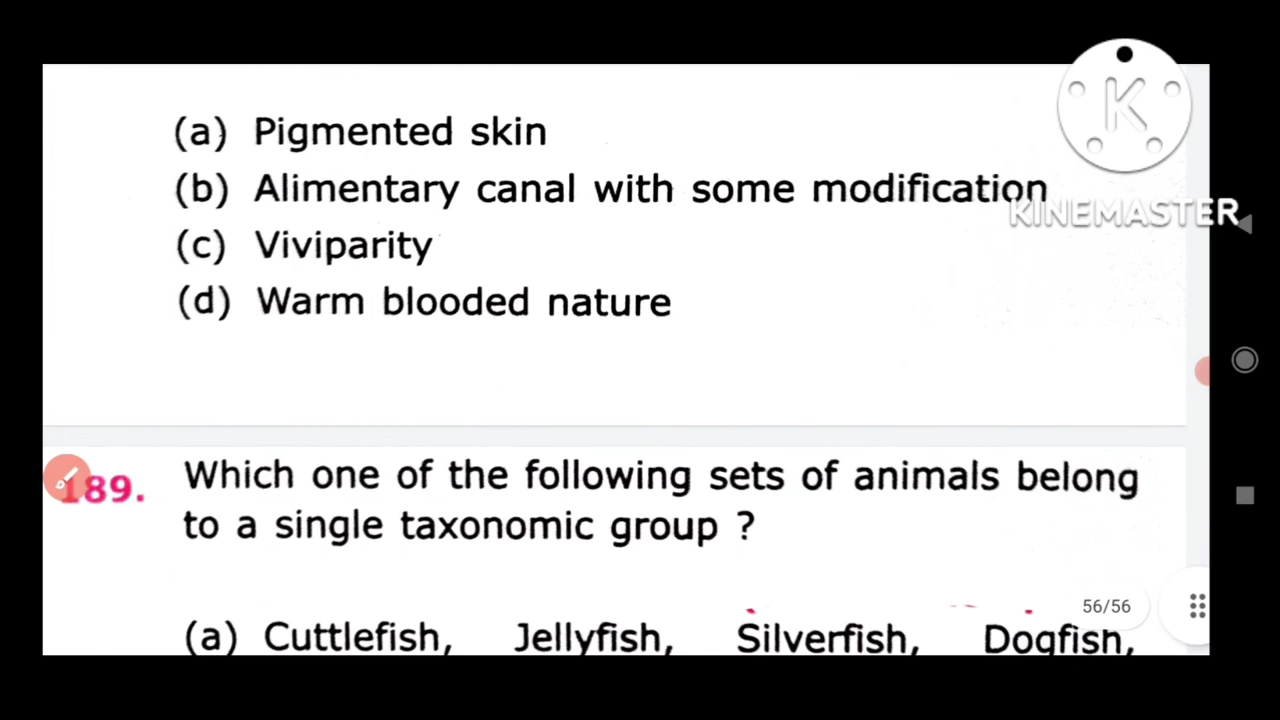 (a) Pigmented skin
(b) Alimentary canal with some modification
KINEMASTER
(c) Viviparity
(d) Warm blooded nature
189. Which one of the following sets of animals belong
to a single taxonomic group ?
56/56
(a) Cuttlefish, Jellyfish, Silverfish, Dogfish,